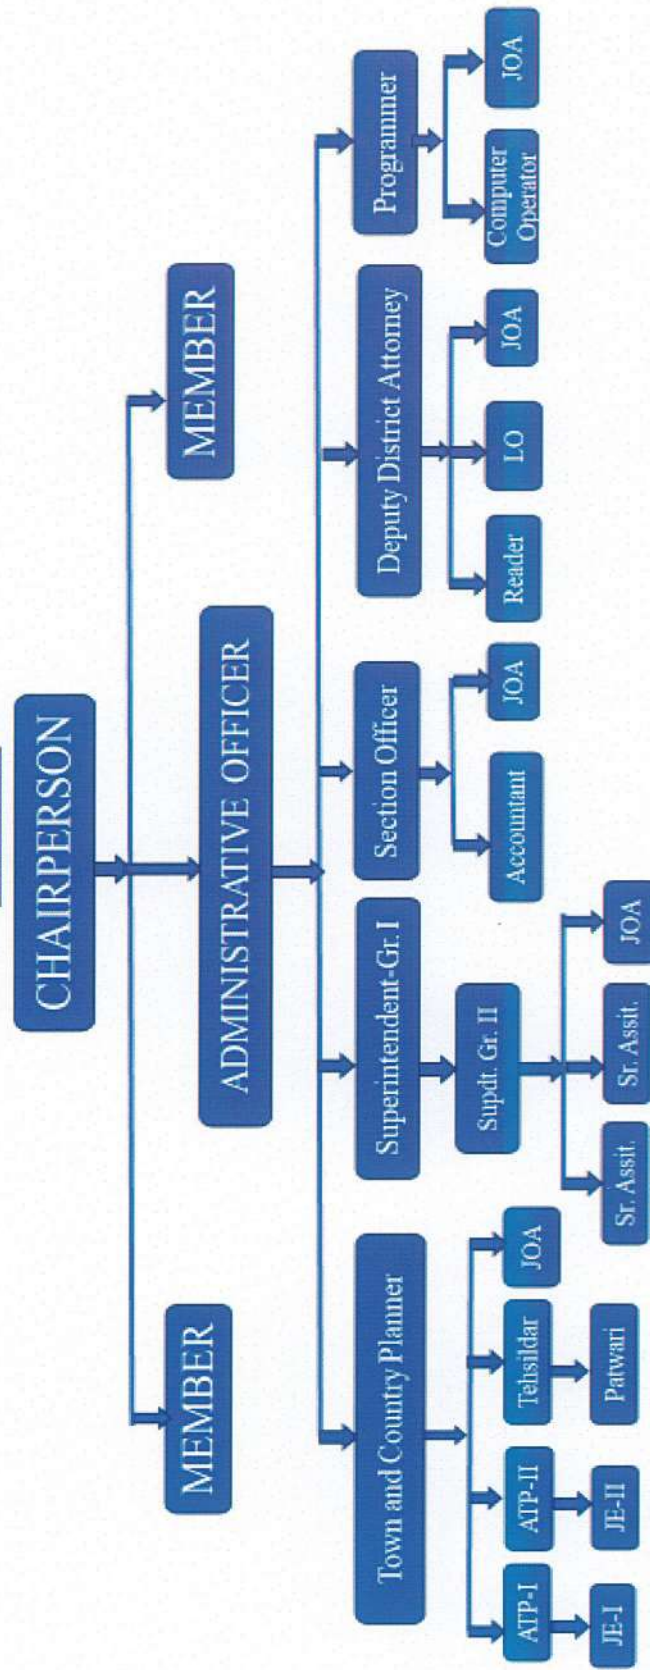 CHAIRPERSON
MEMBER
MEMBER
ADMINISTRATIVE OFFICER
Town and Country Planner
Superintendent-Gr. I
Section Officer
Deputy District Attorney
Programmer
ATP-I
ATP-II
Tehsildar
JOA
Supdt. Gr. II
Accountant
JOA
Reader
LO
JOA
Computer
Operator
JOA
JE-I
JE-II
Patwari
Sr. Assit.
Sr. Assit.
JOA